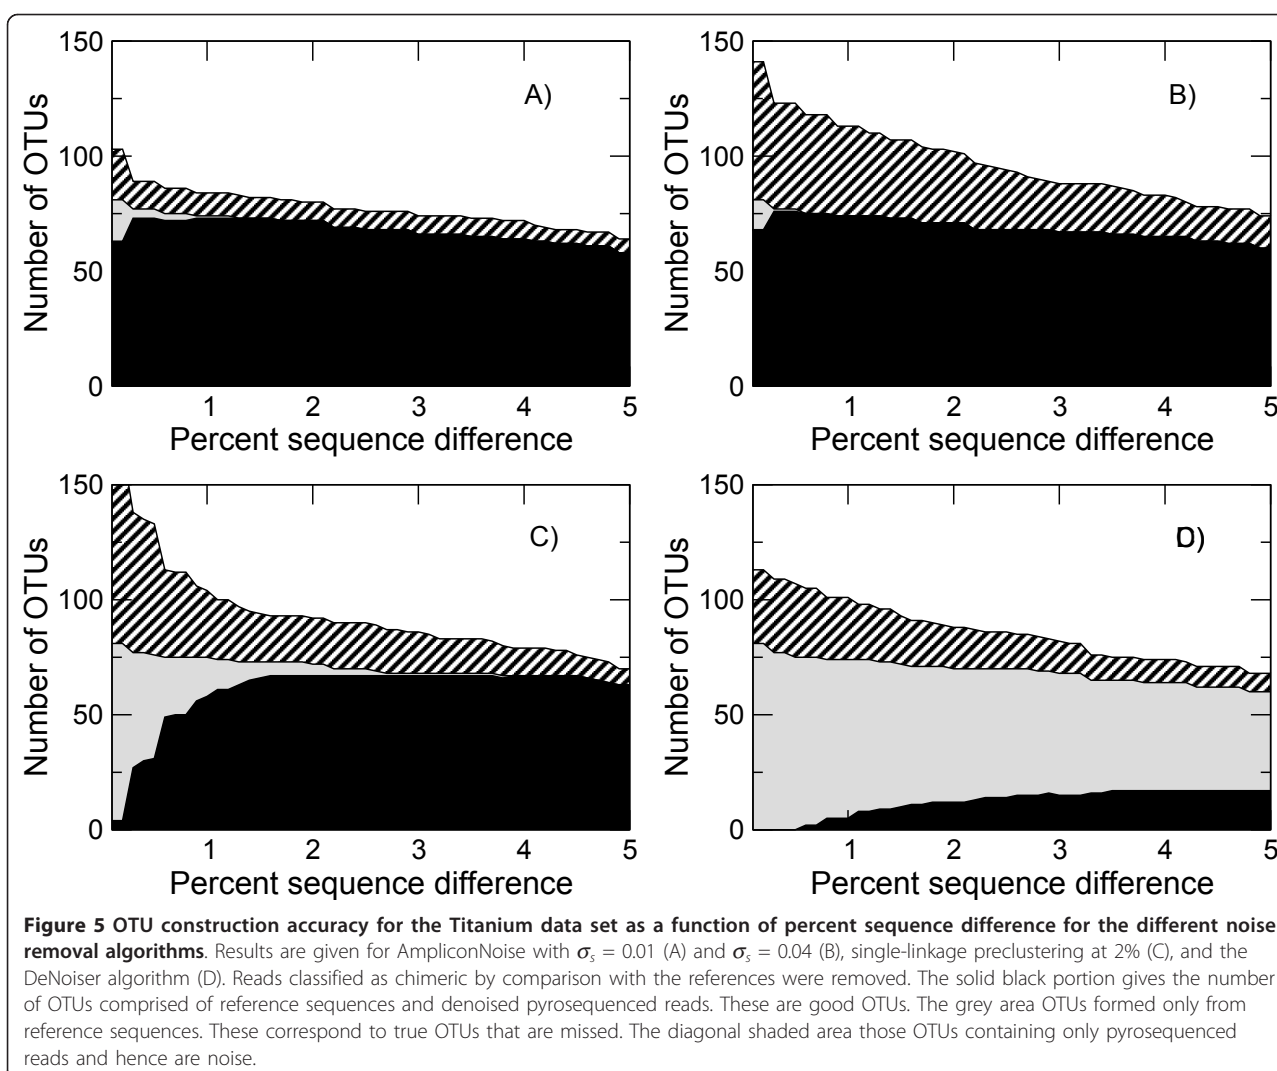 150
100
50
0
Number of OTUs
A)
1 2 3 4 5
Percent sequence difference
150
100
50
0
Number of OTUs
B)
1 2 3 4 5
Percent sequence difference
150
100
50
0
Number of OTUs
C)
1 2 3 4 5
Percent sequence difference
150
100
50
0
Number of OTUs
D)
1 2 3 4 5
Percent sequence difference
Figure 5 OTU construction accuracy for the Titanium data set as a function of percent sequence difference for the different noise
removal algorithms. Results are given for AmpliconNoise with σs = 0.01 (A) and σs = 0.04 (B), single-linkage preclustering at 2% (C), and the
DeNoiser algorithm (D). Reads classified as chimeric by comparison with the references were removed. The solid black portion gives the number
of OTUs comprised of reference sequences and denoised pyrosequenced reads. These are good OTUs. The grey area OTUs formed only from
reference sequences. These correspond to true OTUs that are missed. The diagonal shaded area those OTUs containing only pyrosequenced
reads and hence are noise.